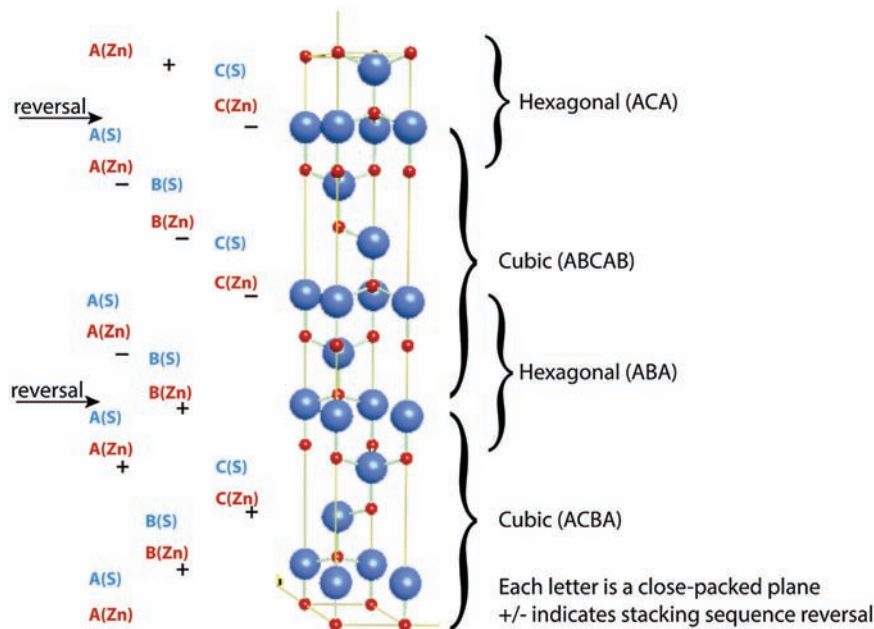 A(Zn)
+
C(S)
C(Zn)
−
Hexagonal (ACA)
reversal
A(S)
A(Zn)
−
B(S)
B(Zn)
−
C(S)
C(Zn)
−
Cubic (ABCAB)
A(S)
A(Zn)
−
B(S)
B(Zn)
+
Hexagonal (ABA)
reversal
A(S)
A(Zn)
+
C(S)
C(Zn)
+
Cubic (ACBA)
B(S)
B(Zn)
+
A(S)
A(Zn)
Each letter is a close-packed plane
+/- indicates stacking sequence reversal